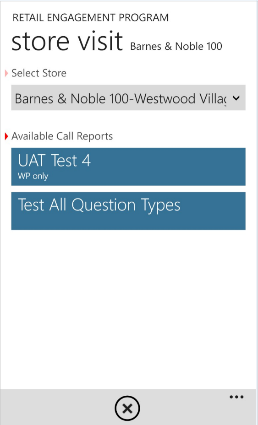 RETAIL ENGAGEMENT PROGRAM
store visit Barnes & Noble 100
Select Store
Barnes & Noble 100-Westwood Villag
Available Call Reports
UAT Test 4
WP only
Test All Question Types